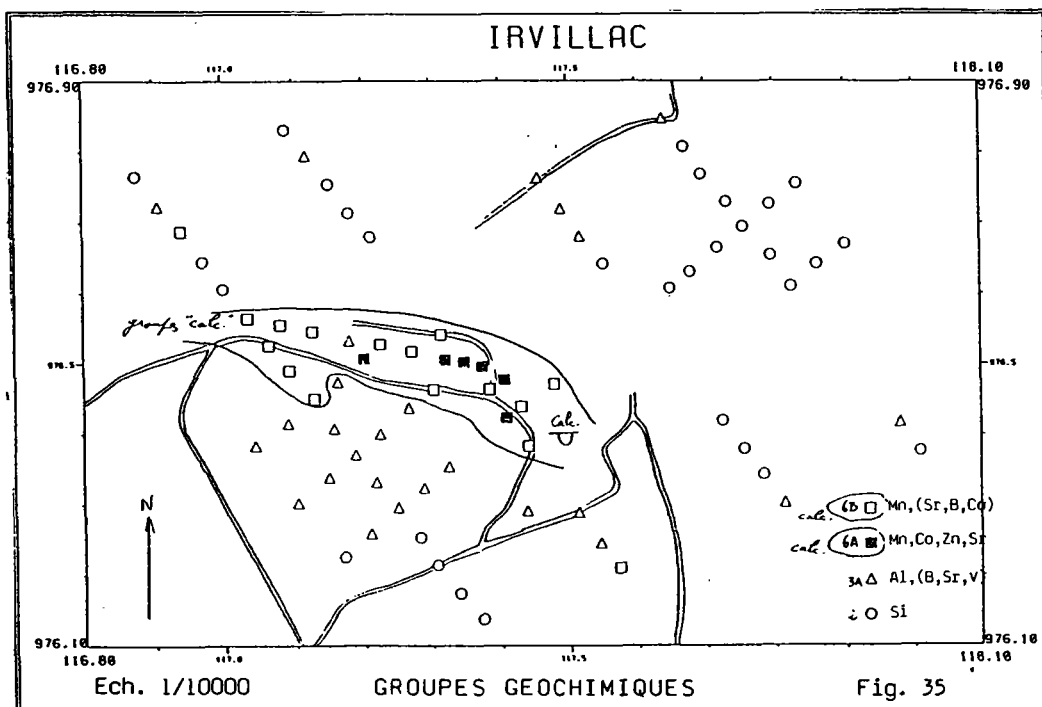 IRVILLAC
116.80 117.0 117.5 118.10
976.90 976.90
groupes "calc."
976.5 976.5
calc.
N
calc. 6B Mn,(Sr,B,Co)
calc. 6A Mn,Co,Zn,Sr
3A Al,(B,Sr,V)
Si
976.10 976.10
116.80 117.0 117.5 118.10
Ech. 1/10000 GROUPES GEOCHIMIQUES Fig. 35